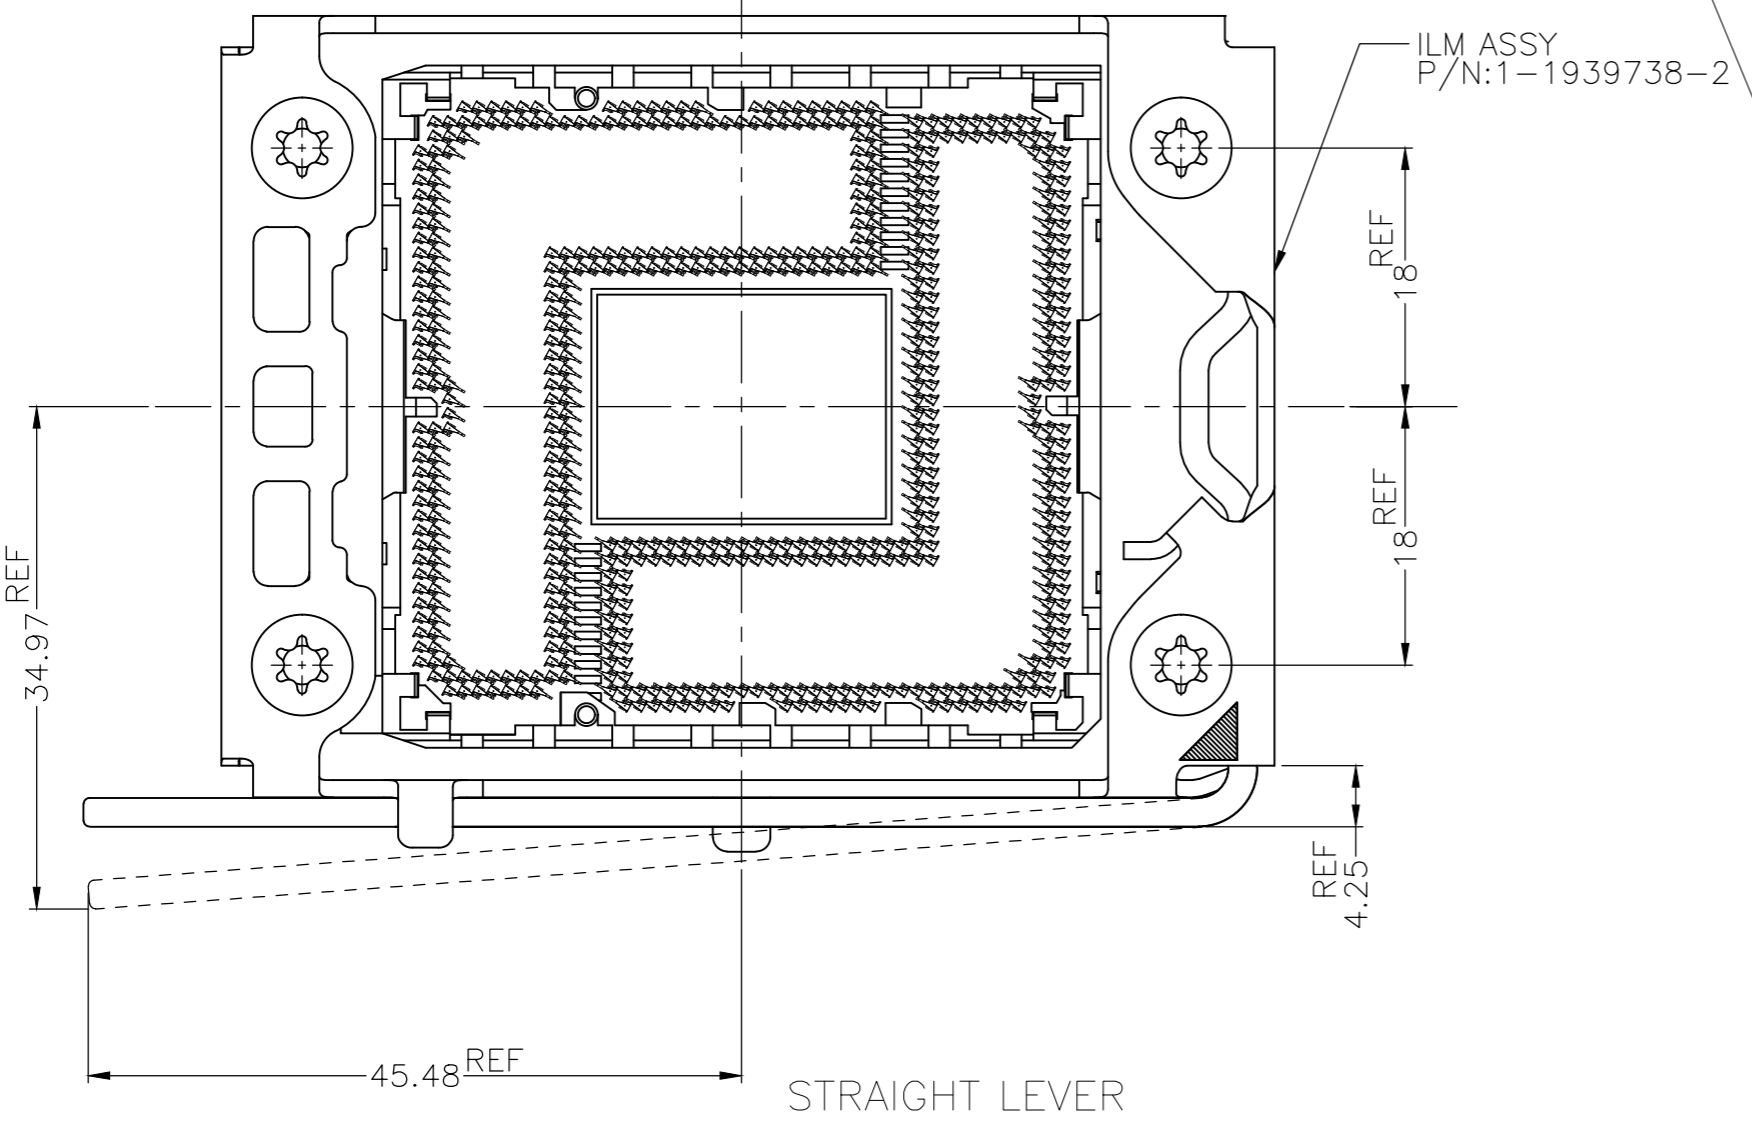 ILM ASSY
P/N:1-1939738-2
18 REF
18 REF
34.97 REF
4.25 REF
45.48 REF
STRAIGHT LEVER